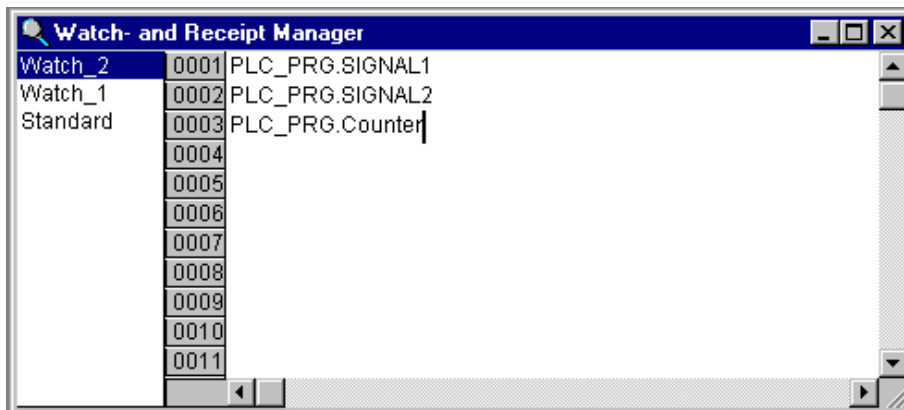 Watch- and Receipt Manager
Watch_2
Watch_1
Standard
0001 PLC_PRG.SIGNAL1
0002 PLC_PRG.SIGNAL2
0003 PLC_PRG.Counter
0004
0005
0006
0007
0008
0009
0010
0011